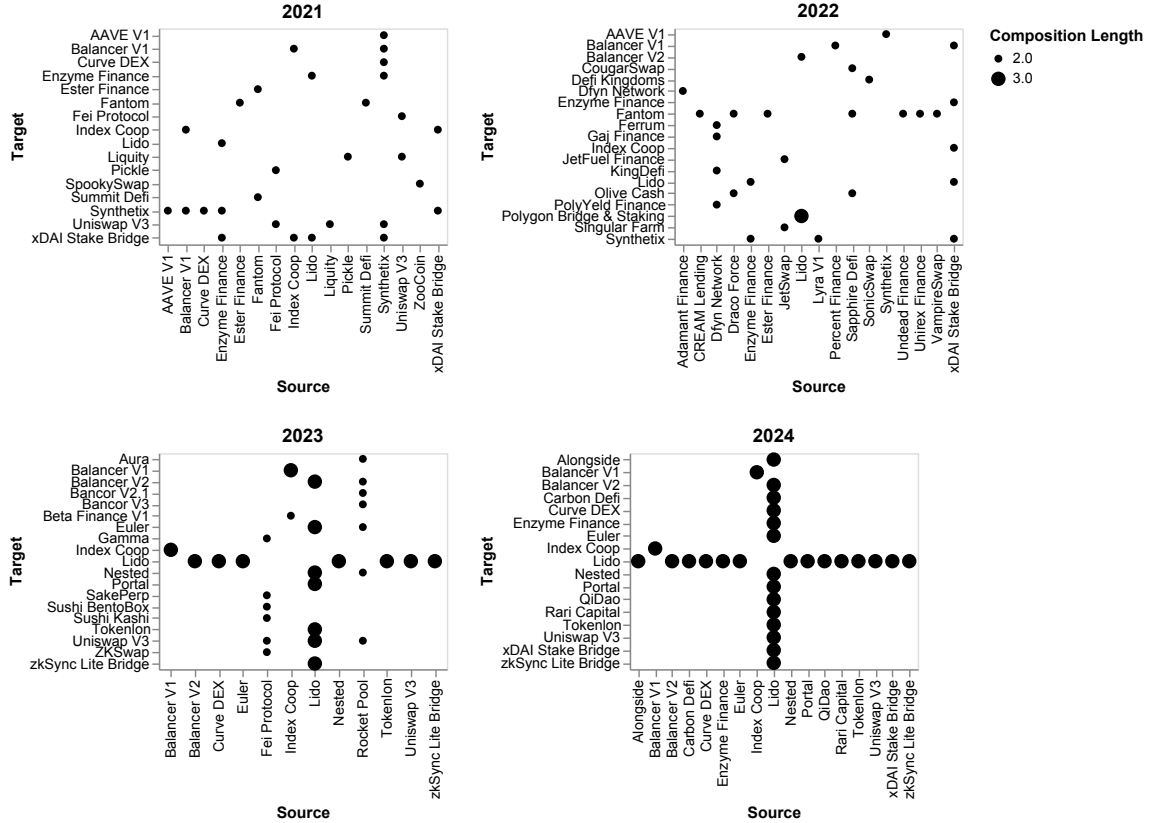 2021
Target
AAVE V1
Balancer V1
Curve DEX
Enzyme Finance
Ester Finance
Fantom
Fei Protocol
Index Coop
Lido
Liquity
Pickle
SpookySwap
Summit Defi
Synthetix
Uniswap V3
xDAI Stake Bridge
AAVE V1
Balancer V1
Curve DEX
Enzyme Finance
Ester Finance
Fantom
Fei Protocol
Index Coop
Lido
Liquity
Pickle
Summit Defi
Synthetix
Uniswap V3
ZooCoin
xDAI Stake Bridge
Source
2022
Target
AAVE V1
Balancer V1
Balancer V2
CougarSwap
Defi Kingdoms
Dfyn Network
Enzyme Finance
Fantom
Ferrum
Gaj Finance
Index Coop
JetFuel Finance
KingDefi
Lido
Olive Cash
PolyYeld Finance
Polygon Bridge & Staking
Singular Farm
Synthetix
Adamant Finance
CREAM Lending
Dfyn Network
Draco Force
Enzyme Finance
Ester Finance
JetSwap
Lido
Lyra V1
Percent Finance
Sapphire Defi
SonicSwap
Synthetix
Undead Finance
Unirex Finance
VampireSwap
xDAI Stake Bridge
Source
Composition Length
2.0
3.0
2023
Target
Aura
Balancer V1
Balancer V2
Bancor V2.1
Bancor V3
Beta Finance V1
Euler
Gamma
Index Coop
Lido
Nested
Portal
SakePerp
Sushi BentoBox
Sushi Kashi
Tokenlon
Uniswap V3
ZKSwap
zkSync Lite Bridge
Balancer V1
Balancer V2
Curve DEX
Euler
Fei Protocol
Index Coop
Lido
Nested
Rocket Pool
Tokenlon
Uniswap V3
zkSync Lite Bridge
Source
2024
Target
Alongside
Balancer V1
Balancer V2
Carbon Defi
Curve DEX
Enzyme Finance
Euler
Index Coop
Lido
Nested
Portal
QiDao
Rari Capital
Tokenlon
Uniswap V3
xDAI Stake Bridge
zkSync Lite Bridge
Alongside
Balancer V1
Balancer V2
Carbon Defi
Curve DEX
Enzyme Finance
Euler
Index Coop
Lido
Nested
Portal
QiDao
Rari Capital
Tokenlon
Uniswap V3
xDAI Stake Bridge
zkSync Lite Bridge
Source